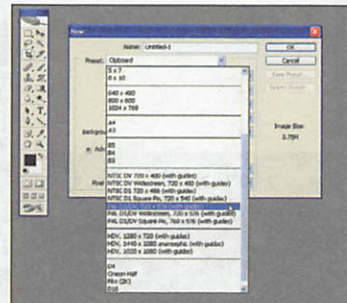 New
Name: Untitled-1
OK
Preset: Clipboard
Cancel
5 x 7
8 x 10
640 x 480
800 x 600
1024 x 768
A4
A3
Image Size:
B5
B4
B3
NTSC DV 720 x 480 (with guides)
NTSC DV Widescreen, 720 x 480 (with guides)
NTSC D1 720 x 486 (with guides)
NTSC D1 Square Pix, 720 x 540 (with guides)
PAL D1/DV, 720 x 576 (with guides)
PAL D1/DV Widescreen, 720 x 576 (with guides)
PAL D1/DV Square Pix, 768 x 576 (with guides)
HDV, 1280 x 720 (with guides)
HDV, 1440 x 1080 anamorphic (with guides)
HDV, 1920 x 1080 (with guides)
D4
Cineon Half
Film (2K)
D16